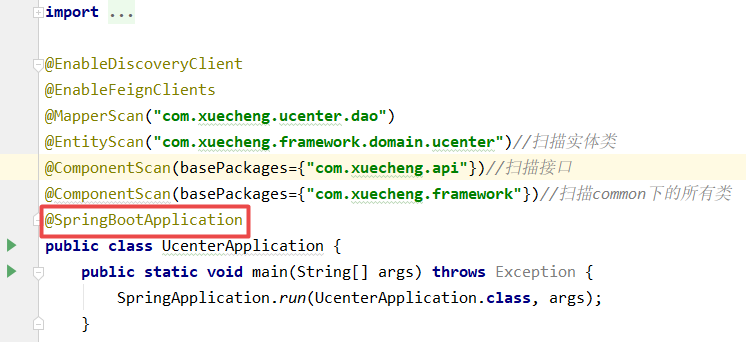 import ...
@EnableDiscoveryClient
@EnableFeignClients
@MapperScan("com.xuecheng.ucenter.dao")
@EntityScan("com.xuecheng.framework.domain.ucenter")//扫描实体类
@ComponentScan(basePackages={"com.xuecheng.api"})//扫描接口
@ComponentScan(basePackages={"com.xuecheng.framework"})//扫描common下的所有类
@SpringBootApplication
public class UcenterApplication {
    public static void main(String[] args) throws Exception {
        SpringApplication.run(UcenterApplication.class, args);
    }